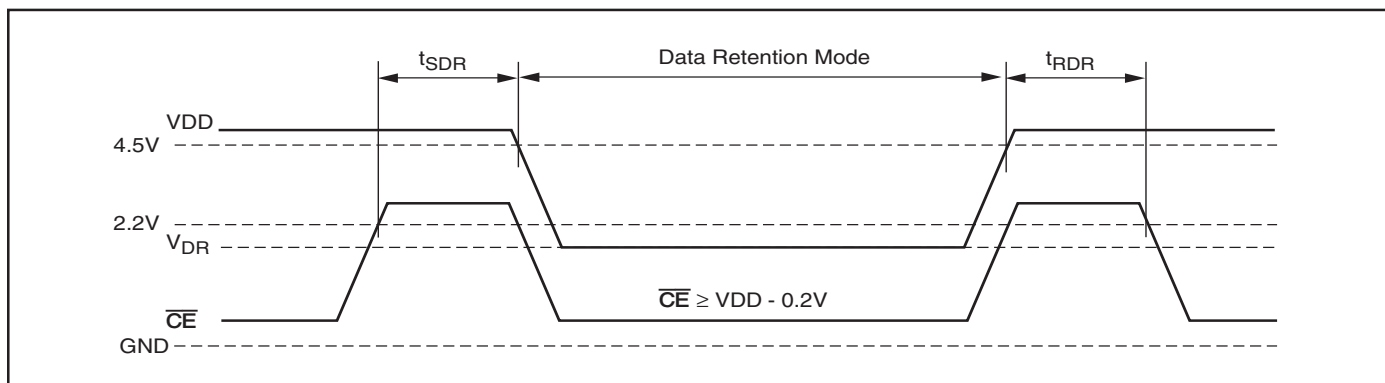 tSDR
Data Retention Mode
tRDR
VDD
4.5V
2.2V
VDR
CE ≥ VDD - 0.2V
CE
GND